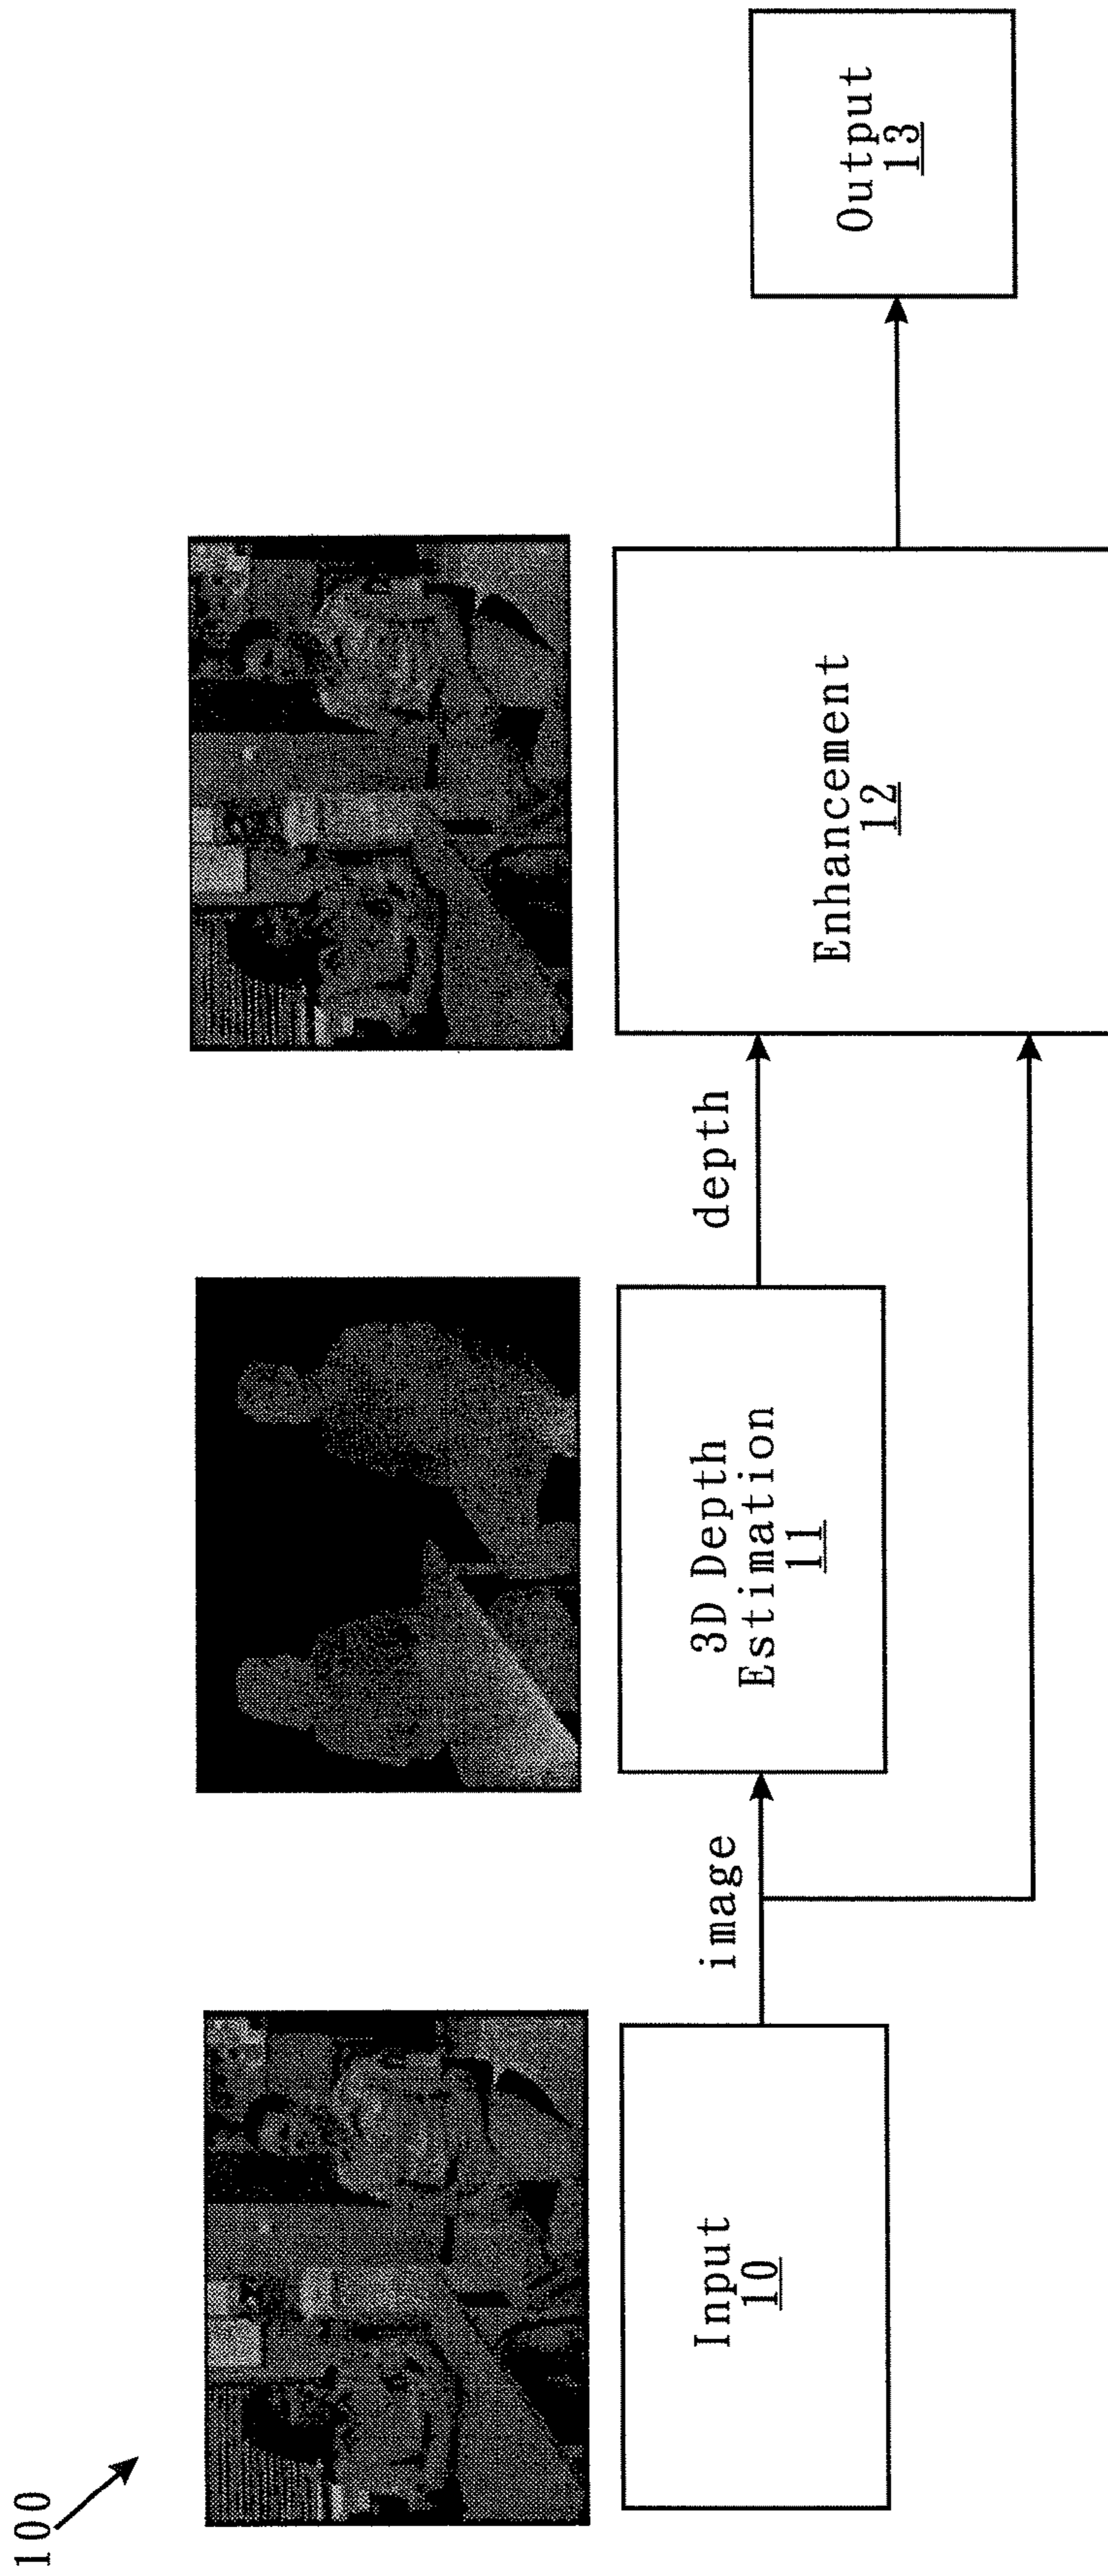 100
Input
10
image
3D Depth
Estimation
11
depth
Enhancement
12
Output
13